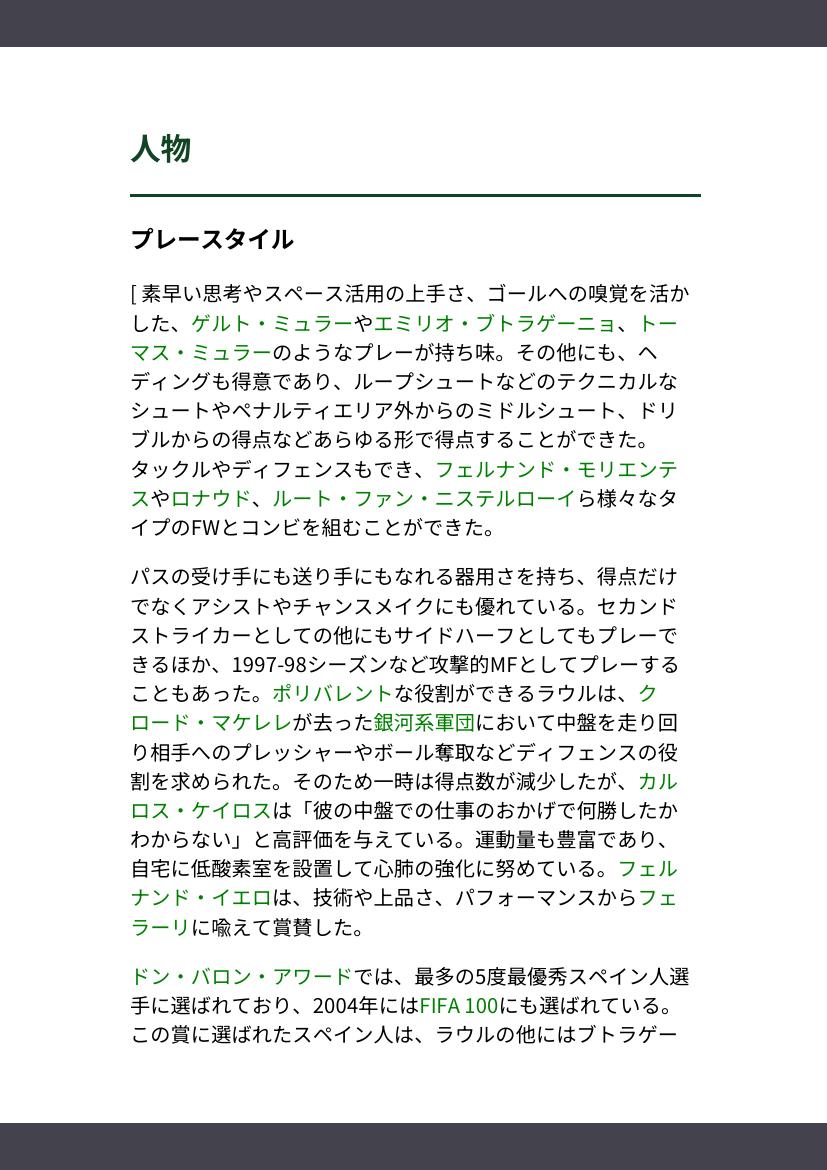 人物
プレースタイル
[ 素早い思考やスペース活用の上手さ、ゴールへの嗅覚を活か
した、ゲルト・ミュラーやエミリオ・ブトラゲーニョ、トー
マス・ミュラーのようなプレーが持ち味。その他にも、ヘ
ディングも得意であり、ループシュートなどのテクニカルな
シュートやペナルティエリア外からのミドルシュート、ドリ
ブルからの得点などあらゆる形で得点することができた。
タックルやディフェンスもでき、フェルナンド・モリエンテ
スやロナウド、ルート・ファン・ニステルローイら様々なタ
イプのFWとコンビを組むことができた。
パスの受け手にも送り手にもなれる器用さを持ち、得点だけ
でなくアシストやチャンスメイクにも優れている。セカンド
ストライカーとしての他にもサイドハーフとしてもプレーで
きるほか、1997-98シーズンなど攻撃的MFとしてプレーする
こともあった。ポリバレントな役割ができるラウルは、ク
ロード・マケレレが去った銀河系軍団において中盤を走り回
り相手へのプレッシャーやボール奪取などディフェンスの役
割を求められた。そのため一時は得点数が減少したが、カル
ロス・ケイロスは「彼の中盤での仕事のおかげで何勝したか
わからない」と高評価を与えている。運動量も豊富であり、
自宅に低酸素室を設置して心肺の強化に努めている。フェル
ナンド・イエロは、技術や上品さ、パフォーマンスからフェ
ラーリに喩えて賞賛した。
ドン・バロン・アワードでは、最多の5度最優秀スペイン人選
手に選ばれており、2004年にはFIFA 100にも選ばれている。
この賞に選ばれたスペイン人は、ラウルの他にはブトラゲー